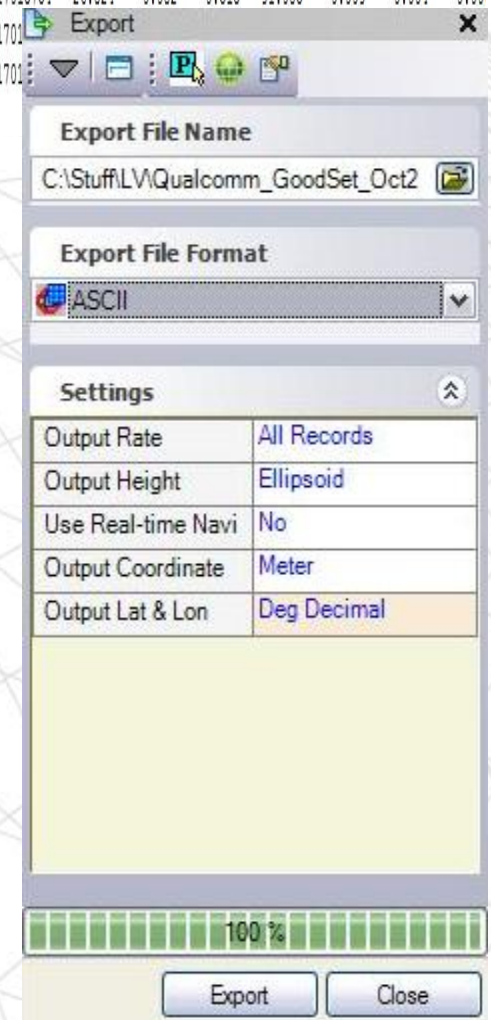 Export
Export File Name
C:\Stuff\LV\Qualcomm_GoodSet_Oct2
Export File Format
ASCII
Settings
Output Rate All Records
Output Height Ellipsoid
Use Real-time Navi No
Output Coordinate Meter
Output Lat & Lon Deg Decimal
100 %
Export Close